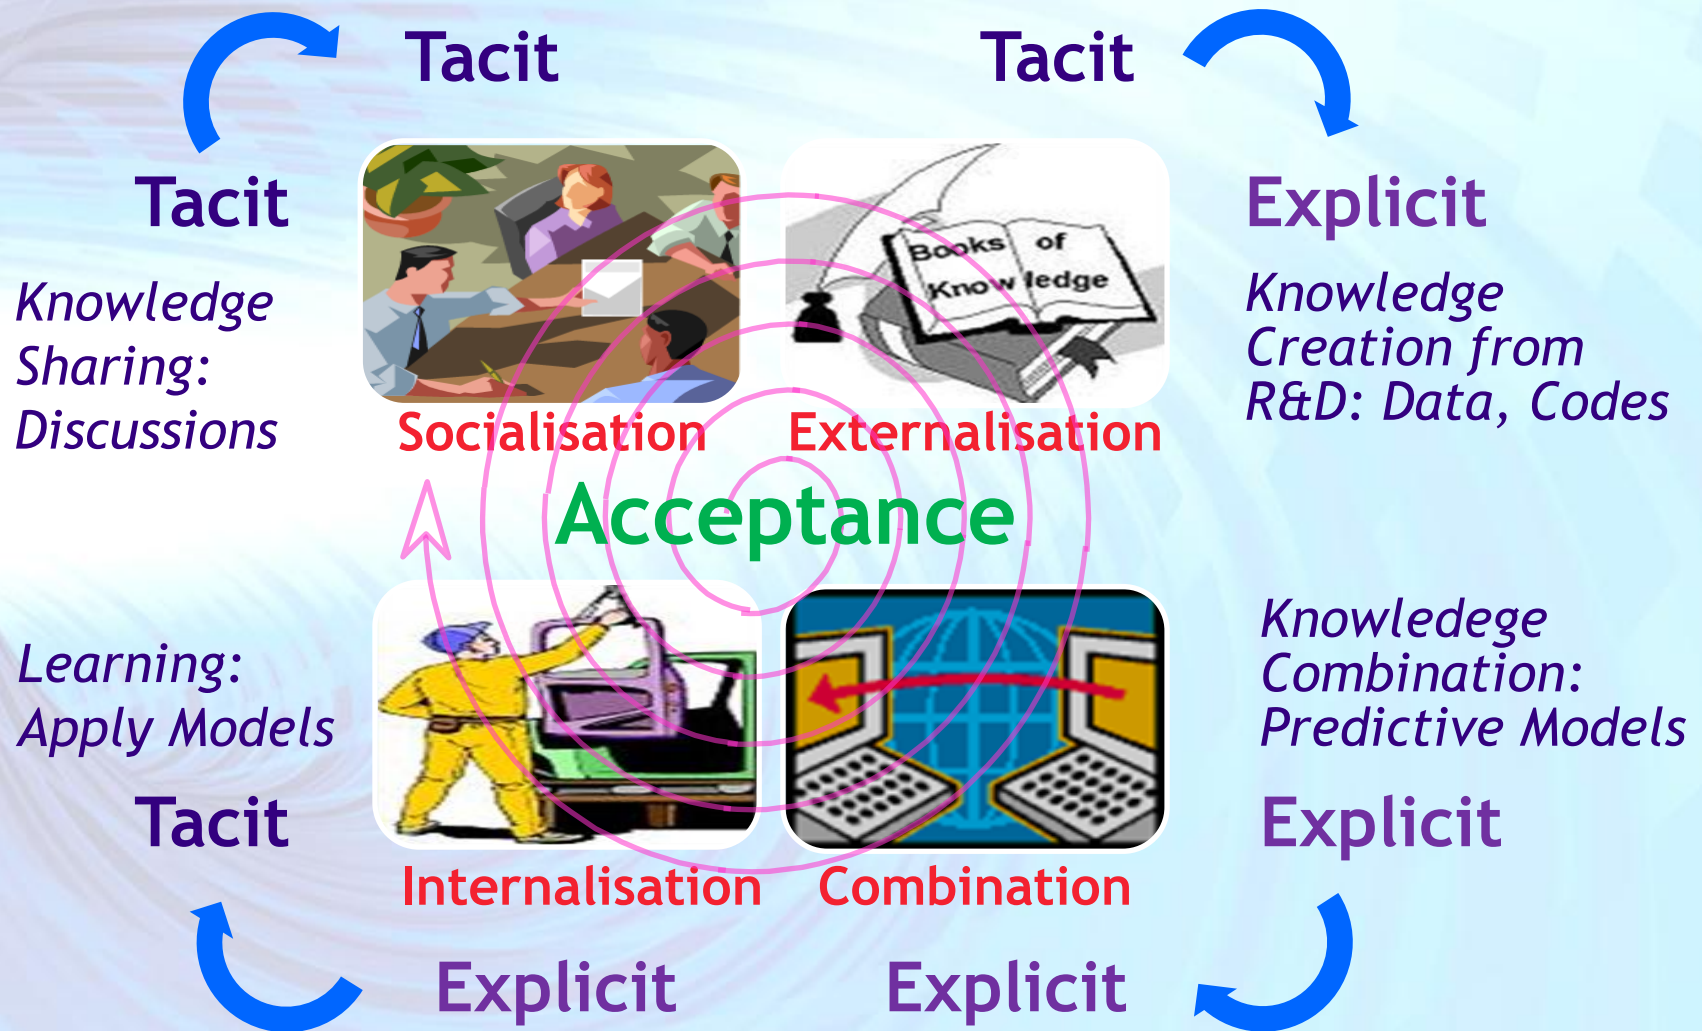 Tacit
Tacit
Tacit
Explicit
Knowledge
Sharing:
Discussions
Books of
Knowledge
Knowledge
Creation from
R&D: Data, Codes
Socialisation
Externalisation
Acceptance
Learning:
Apply Models
Knowledege
Combination:
Predictive Models
Tacit
Explicit
Internalisation
Combination
Explicit
Explicit